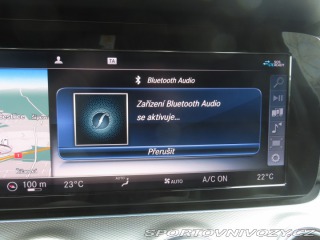 TA
Bluetooth Audio
Zařízení Bluetooth Audio
se aktivuje...
Přerušit
100 m
23°C
AUTO
A/C ON
22°C
SPORTOVNIVOZY.CZ